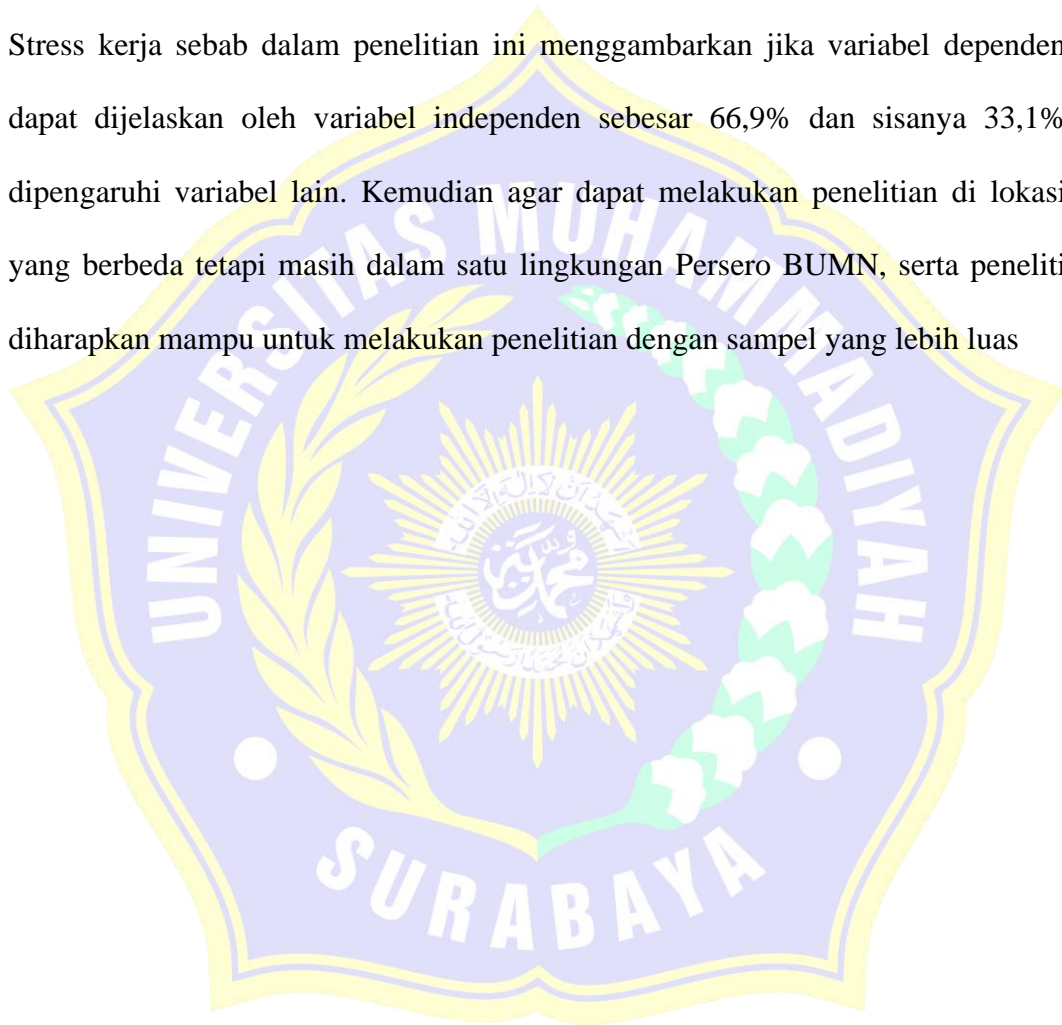 Stress kerja sebab dalam penelitian ini menggambarkan jika variabel dependen
dapat dijelaskan oleh variabel independen sebesar 66,9% dan sisanya 33,1%
dipengaruhi variabel lain. Kemudian agar dapat melakukan penelitian di lokasi
yang berbeda tetapi masih dalam satu lingkungan Persero BUMN, serta peneliti
diharapkan mampu untuk melakukan penelitian dengan sampel yang lebih luas
UNIVERSITAS MUHAMMADIYAH
SURABAYA